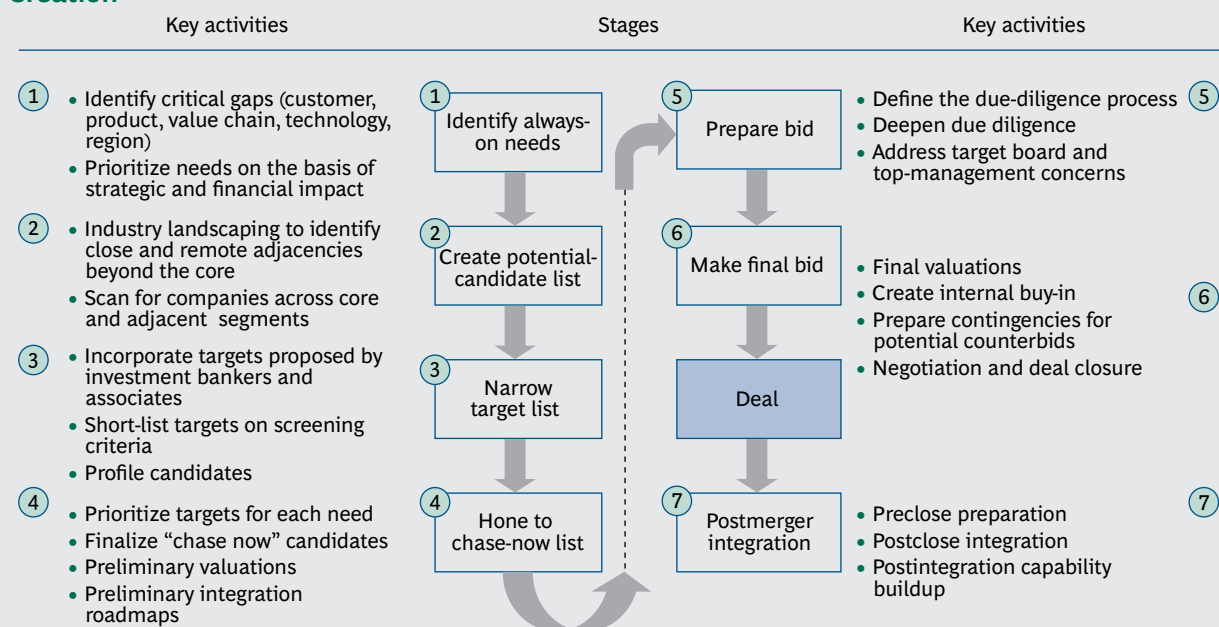 Creation
Key activities
Stages
Key activities
1
• Identify critical gaps (customer,
product, value chain, technology,
region)
• Prioritize needs on the basis of
strategic and financial impact
2
• Industry landscaping to identify
close and remote adjacencies
beyond the core
• Scan for companies across core
and adjacent segments
3
• Incorporate targets proposed by
investment bankers and
associates
• Short-list targets on screening
criteria
• Profile candidates
4
• Prioritize targets for each need
• Finalize “chase now” candidates
• Preliminary valuations
• Preliminary integration
roadmaps
1
Identify always-
on needs
2
Create potential-
candidate list
3
Narrow
target list
4
Hone to
chase-now list
5
Prepare bid
6
Make final bid
Deal
7
Postmerger
integration
• Define the due-diligence process
• Deepen due diligence
• Address target board and
top-management concerns
5
• Final valuations
• Create internal buy-in
• Prepare contingencies for
potential counterbids
• Negotiation and deal closure
6
• Preclose preparation
• Postclose integration
• Postintegration capability
buildup
7